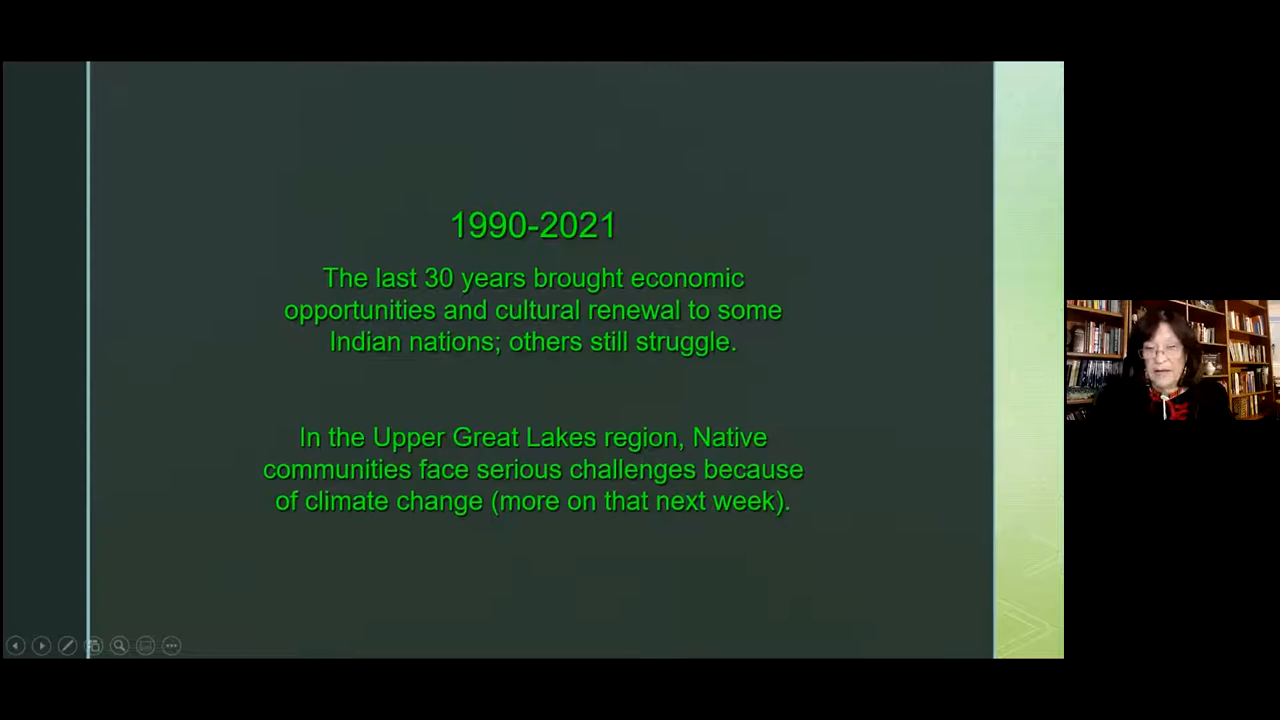 1990-2021
The last 30 years brought economic
opportunities and cultural renewal to some
Indian nations; others still struggle.
In the Upper Great Lakes region, Native
communities face serious challenges because
of climate change (more on that next week).